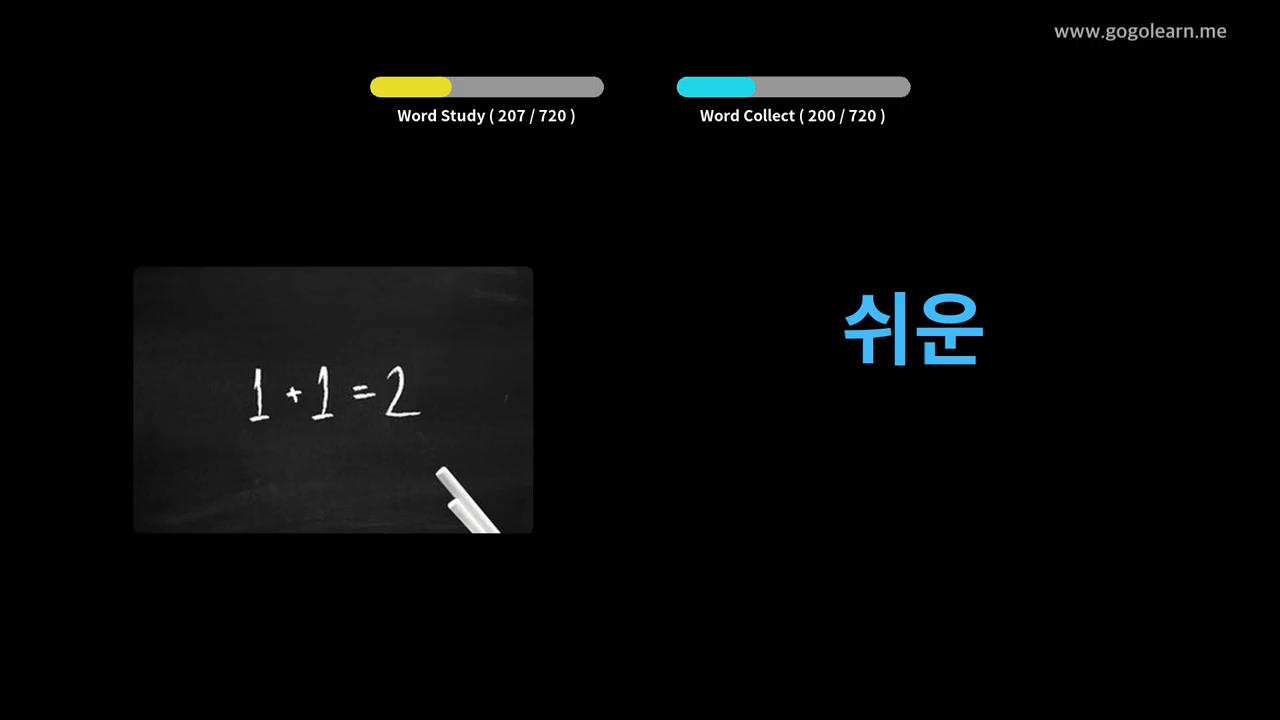 www.gogolearn.me
Word Study ( 207 / 720 )
Word Collect ( 200 / 720 )
1 + 1 = 2
쉬운